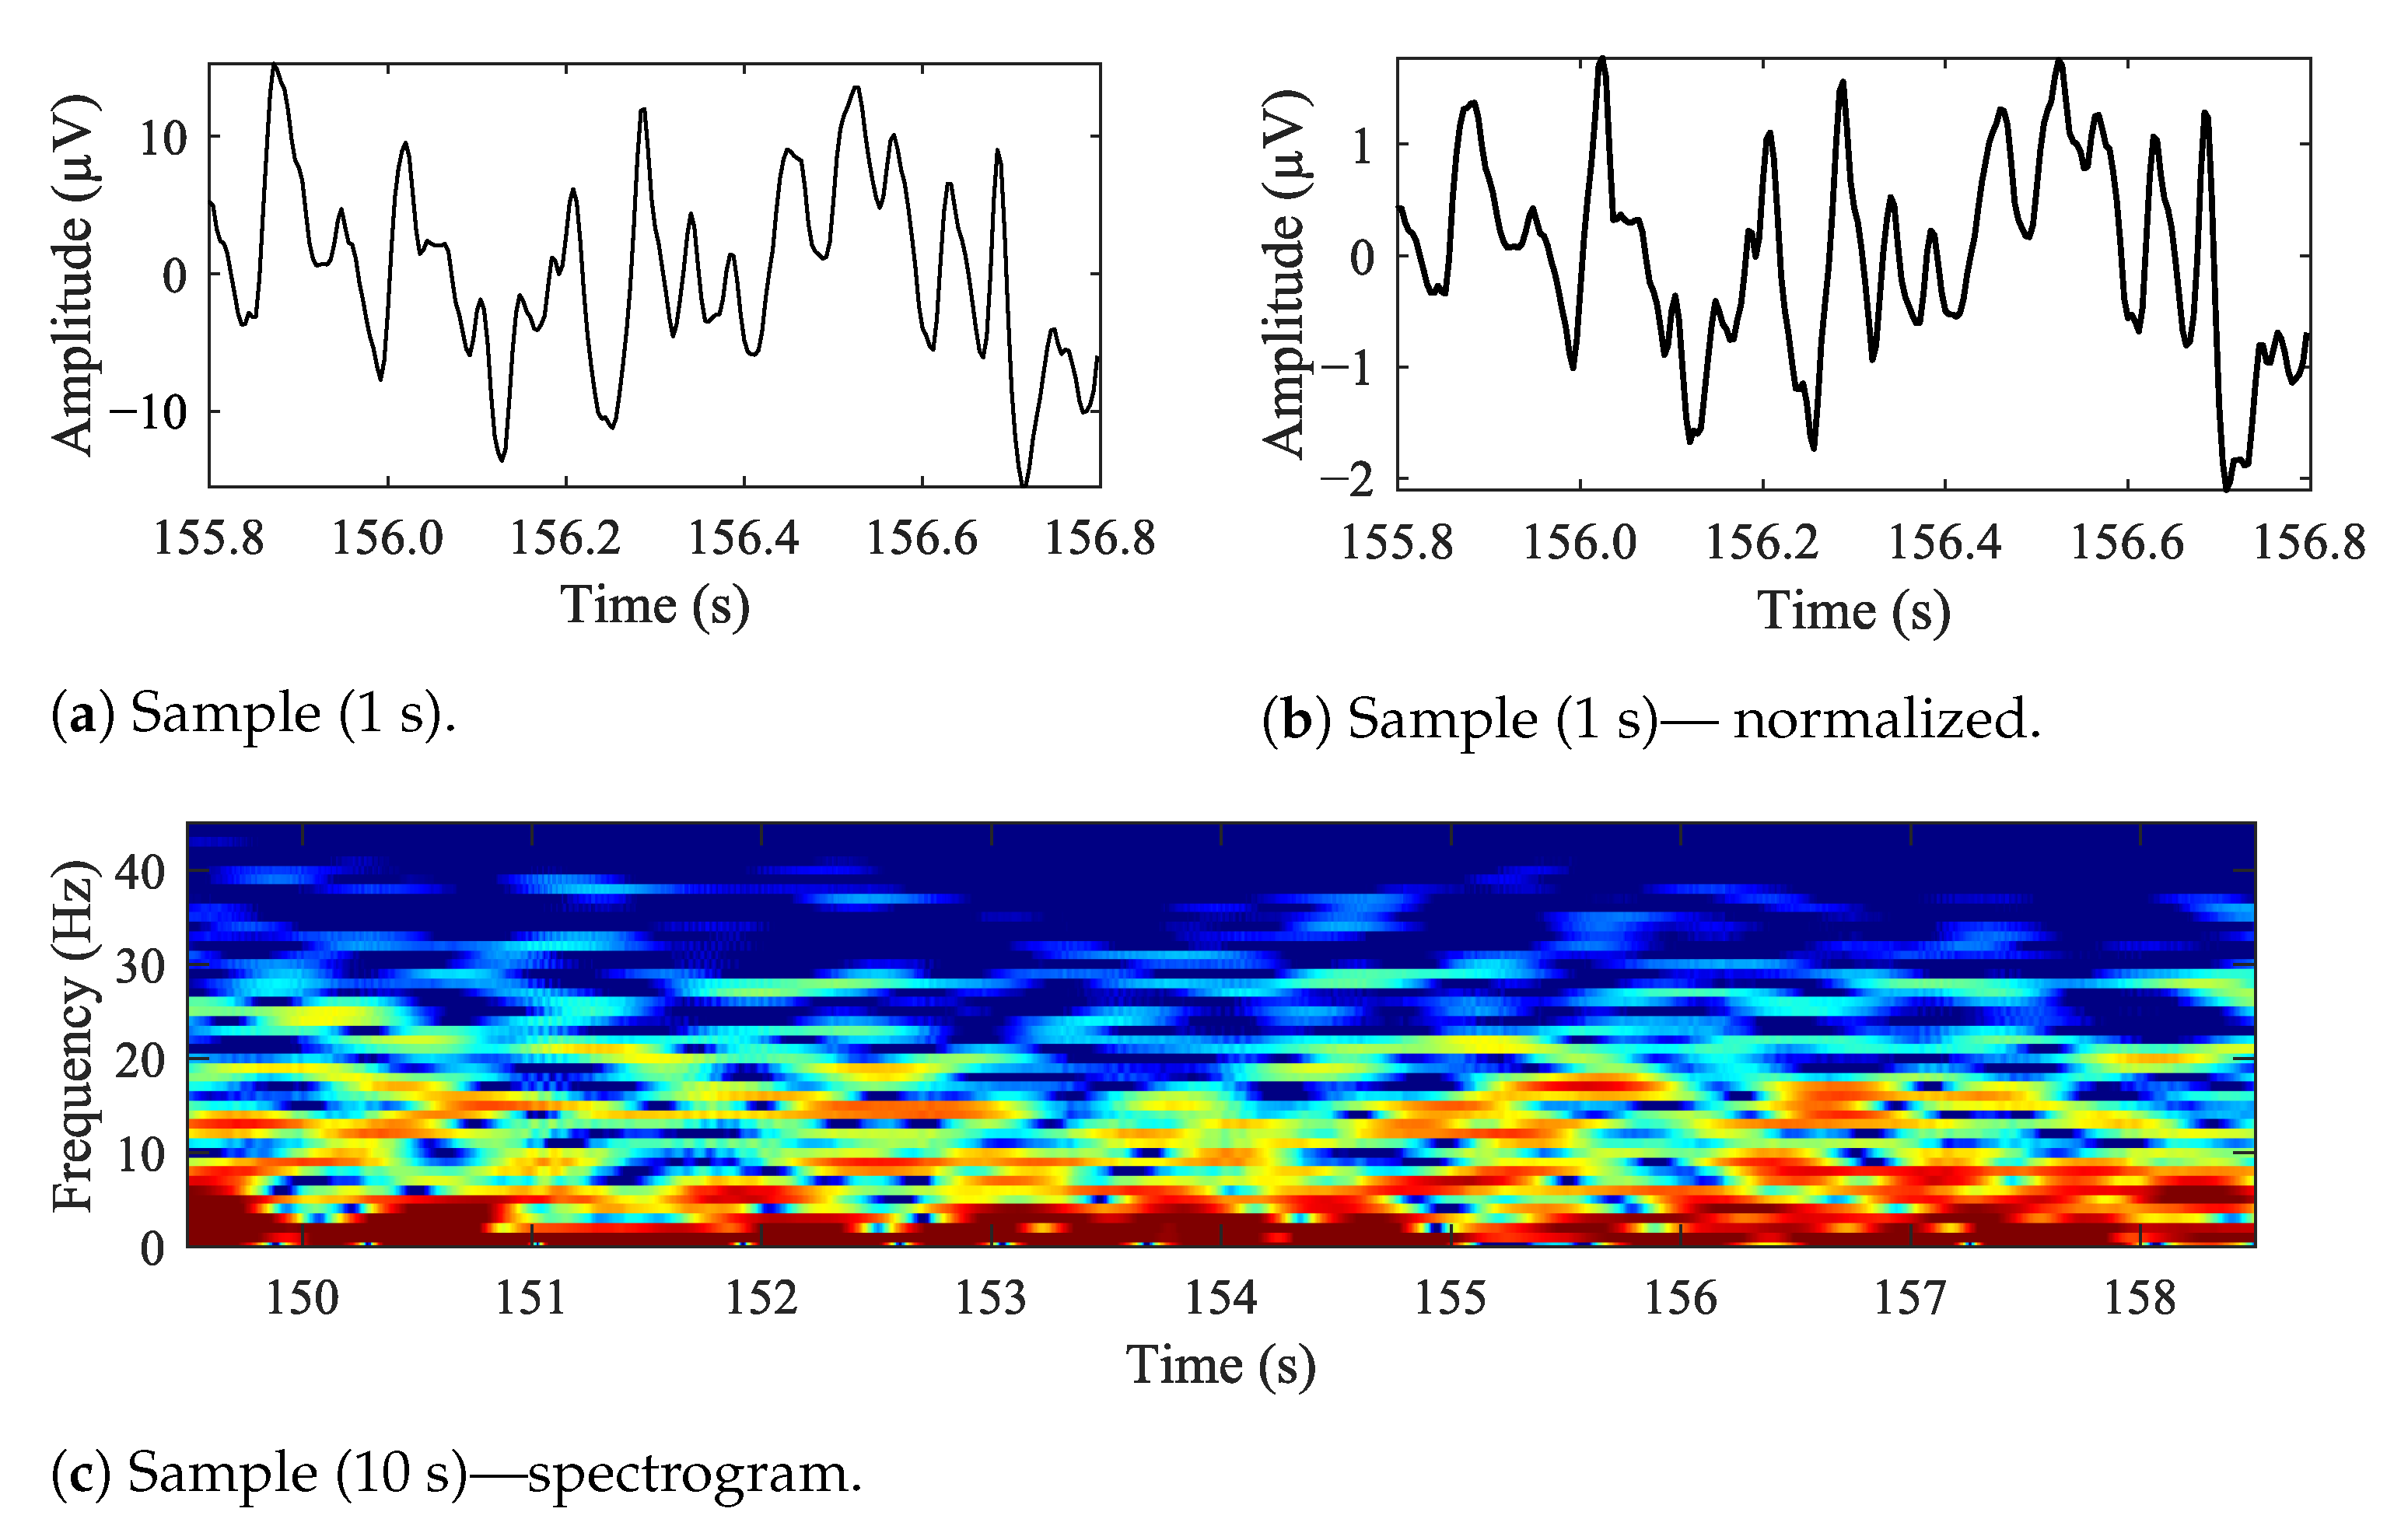 Amplitude (µV)
10
0
−10
155.8 156.0 156.2 156.4 156.6 156.8
Time (s)
(a) Sample (1 s).
Amplitude (µV)
1
0
−1
−2
155.8 156.0 156.2 156.4 156.6 156.8
Time (s)
(b) Sample (1 s)— normalized.
Frequency (Hz)
40
30
20
10
0
150 151 152 153 154 155 156 157 158
Time (s)
(c) Sample (10 s)—spectrogram.